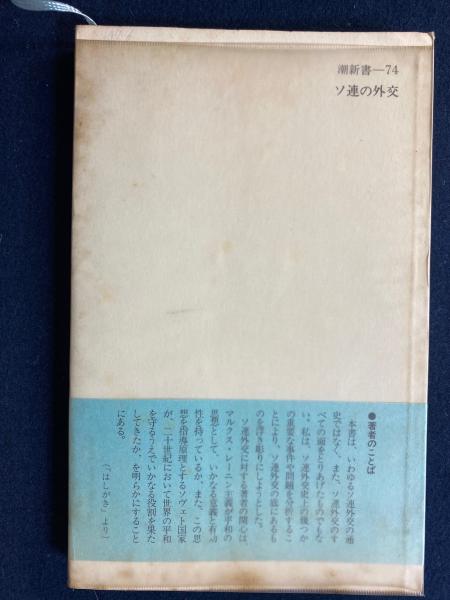 潮新書—74
ソ連の外交
●著者のことば
本書は、いわゆるソ連外交の通
史ではなく、また、ソ連外交のす
べての面をとりあげたものでもな
い。私は、ソ連外交史上の幾つか
の重要な事件や問題を分析するこ
とにより、ソ連外交の底にあるも
のを浮き彫りにしようとした。
ソ連外交に対する著者の関心は、
マルクス・レーニン主義が平和の
思想として、いかなる意義と有効
性を持っているか、また、この思
想を指導原理とするソヴェト国家
が、二十世紀において世界の平和
を守るうえでいかなる役割を果た
してきたか、を明らかにすること
にある。
（「はしがき」より）